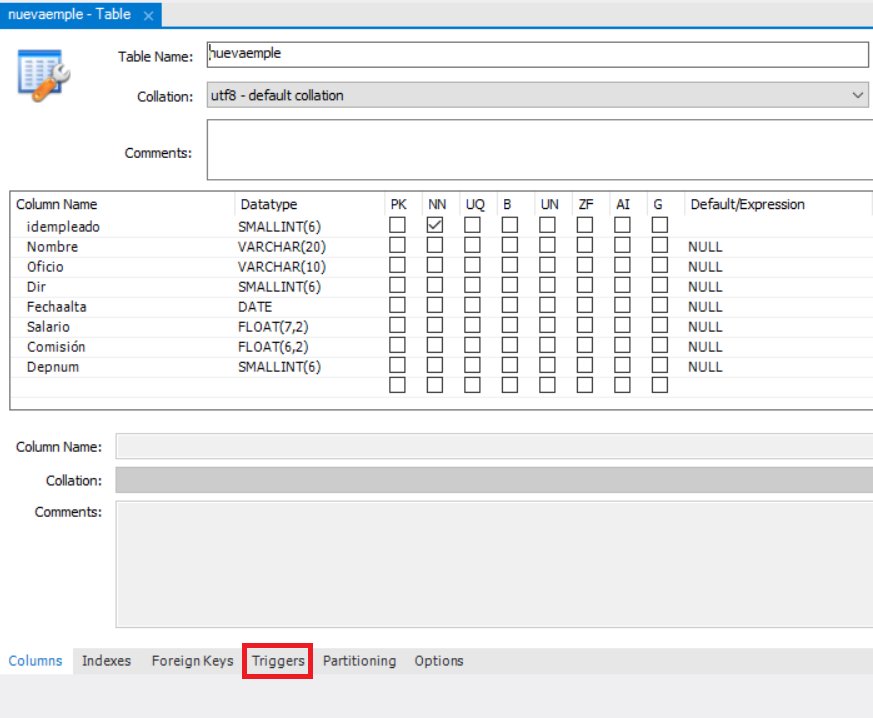 nuevaemple - Table ×
Table Name: nuevaemple
Collation: utf8 - default collation
Comments:
Column Name Datatype PK NN UQ B UN ZF AI G Default/Expression
idempleado SMALLINT(6)
Nombre VARCHAR(20) NULL
Oficio VARCHAR(10) NULL
Dir SMALLINT(6) NULL
Fechaalta DATE NULL
Salario FLOAT(7,2) NULL
Comisión FLOAT(6,2) NULL
Depnum SMALLINT(6) NULL
Column Name:
Collation:
Comments:
Columns Indexes Foreign Keys Triggers Partitioning Options